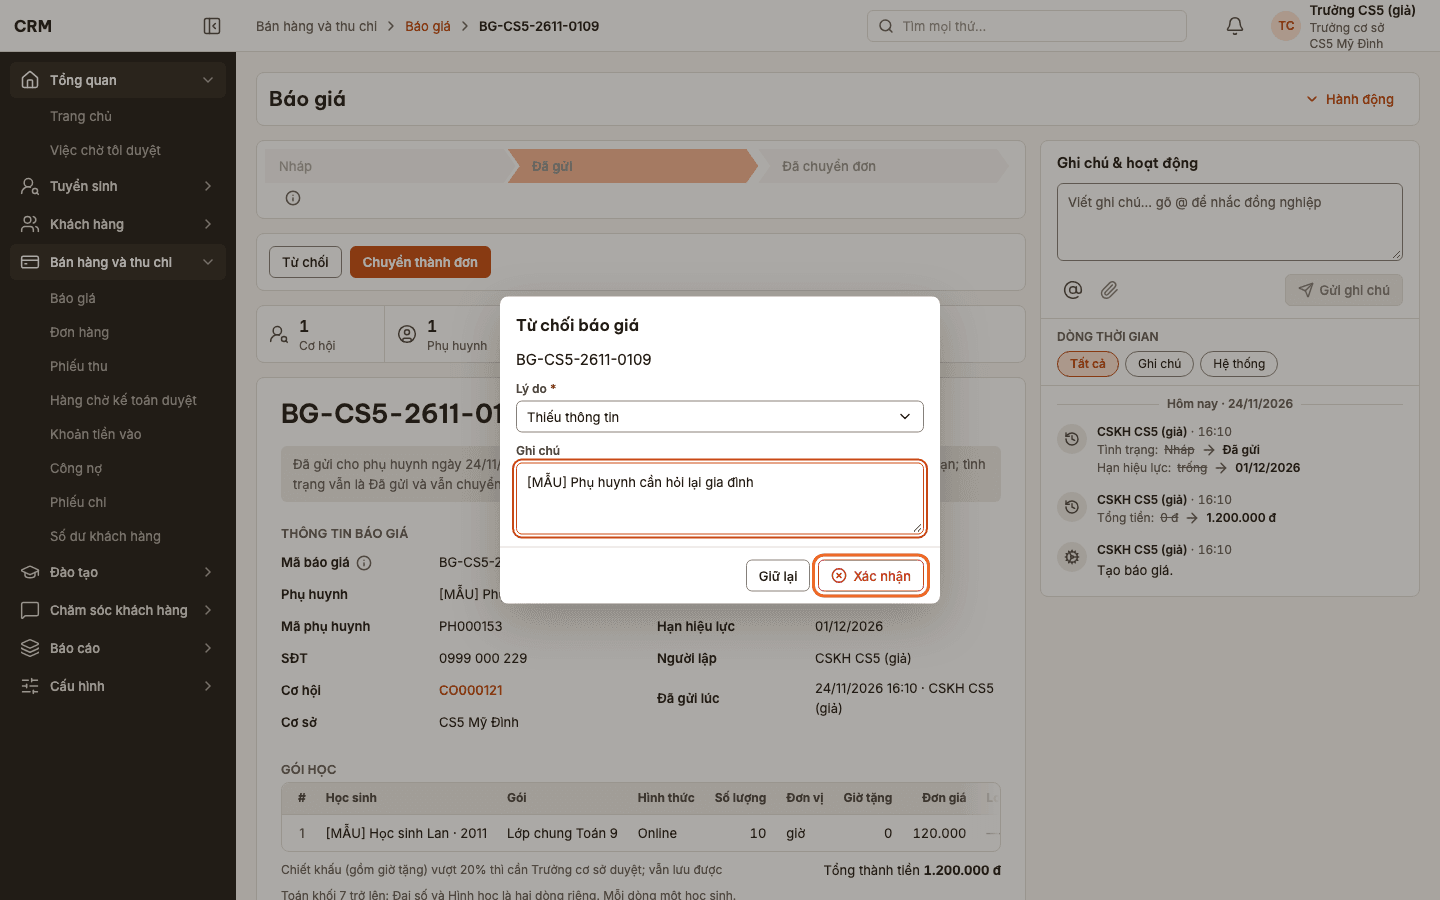 CRM
Bán hàng và thu chi > Báo giá > BG-CS5-2611-0109
Tìm mọi thứ...
TC
Trưởng CS5 (giả)
Trưởng cơ sở
CS5 Mỹ Đình
Tổng quan
Trang chủ
Việc chờ tôi duyệt
Tuyển sinh
Khách hàng
Bán hàng và thu chi
Báo giá
Đơn hàng
Phiếu thu
Hàng chờ kế toán duyệt
Khoản tiền vào
Công nợ
Phiếu chi
Số dư khách hàng
Đào tạo
Chăm sóc khách hàng
Báo cáo
Cấu hình
Báo giá
Hành động
Nháp
Đã gửi
Đã chuyển đơn
Từ chối
Chuyển thành đơn
1
Cơ hội
1
Phụ huynh
BG-CS5-2611-01
Đã gửi cho phụ huynh ngày 24/11/
ạn; tình
trạng vẫn là Đã gửi và vẫn chuyển
THÔNG TIN BÁO GIÁ
Mã báo giá
BG-CS5-2
Phụ huynh
[MẪU] Ph
Mã phụ huynh
PH000153
Hạn hiệu lực
01/12/2026
SĐT
0999 000 229
Người lập
CSKH CS5 (giả)
Cơ hội
CO000121
Đã gửi lúc
24/11/2026 16:10 · CSKH CS5 (giả)
Cơ sở
CS5 Mỹ Đình
GÓI HỌC
# Học sinh Gói Hình thức Số lượng Đơn vị Giờ tặng Đơn giá
1 [MẪU] Học sinh Lan · 2011 Lớp chung Toán 9 Online 10 giờ 0 120.000
Chiết khấu (gồm giờ tặng) vượt 20% thì cần Trưởng cơ sở duyệt; vẫn lưu được
Tổng thành tiền 1.200.000 đ
Toán khối 7 trở lên: Đại số và Hình học là hai dòng riêng. Mỗi dòng một học sinh.
Từ chối báo giá
BG-CS5-2611-0109
Lý do *
Thiếu thông tin
Ghi chú
[MẪU] Phụ huynh cần hỏi lại gia đình
Giữ lại
Xác nhận
Ghi chú & hoạt động
Viết ghi chú... gõ @ để nhắc đồng nghiệp
Gửi ghi chú
DÒNG THỜI GIAN
Tất cả
Ghi chú
Hệ thống
Hôm nay · 24/11/2026
CSKH CS5 (giả) · 16:10
Tình trạng: Nháp → Đã gửi
Hạn hiệu lực: trống → 01/12/2026
CSKH CS5 (giả) · 16:10
Tổng tiền: 0 đ → 1.200.000 đ
CSKH CS5 (giả) · 16:10
Tạo báo giá.